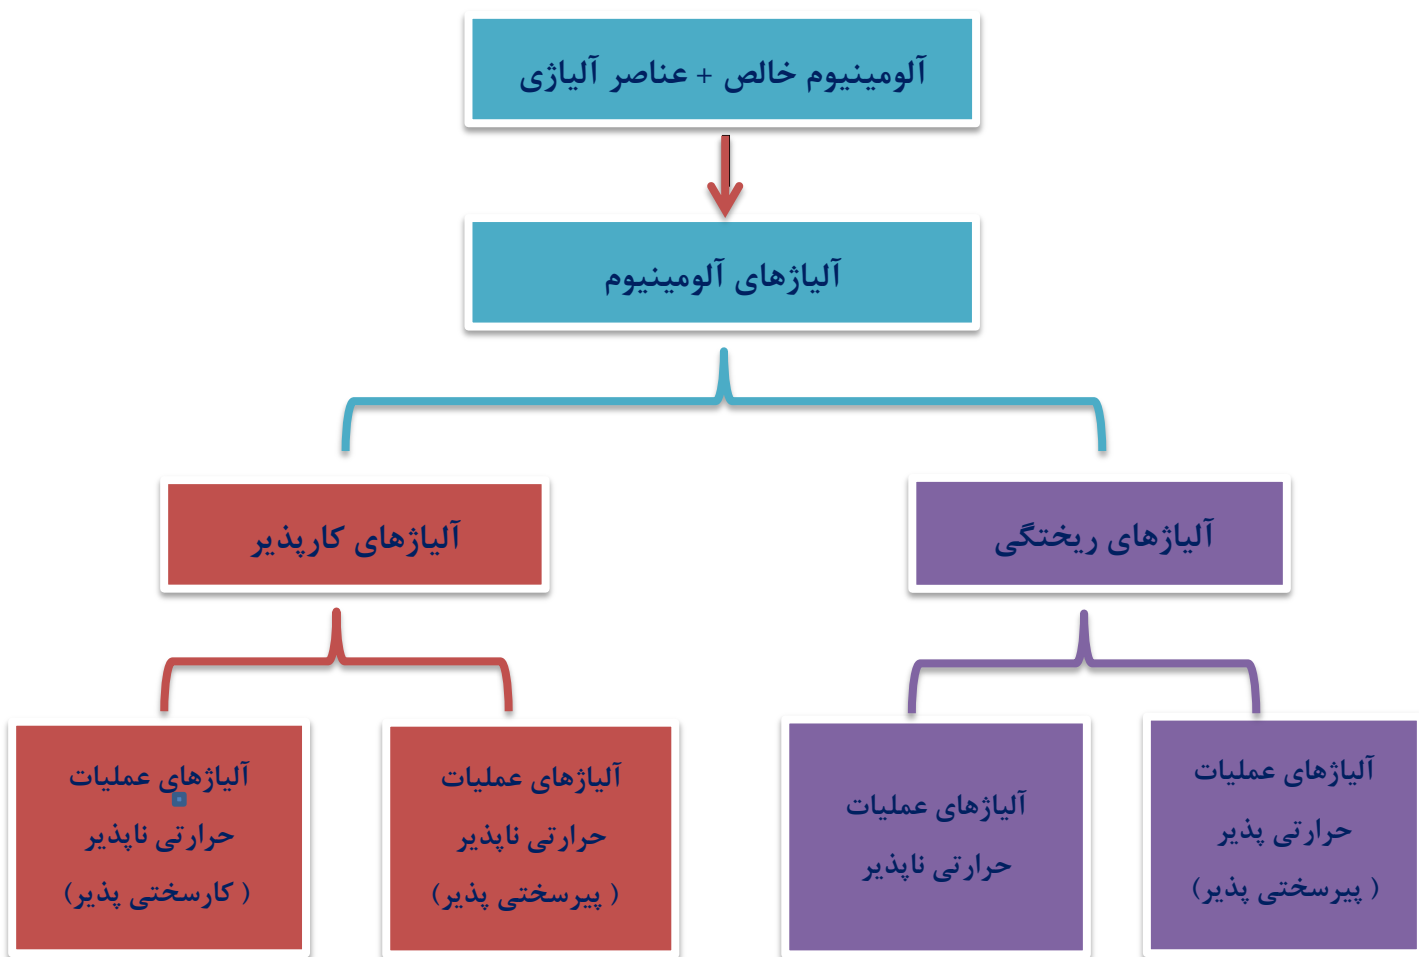 آلومینیوم خالص + عناصر آلیاژی
آلیاژهای آلومینیوم
آلیاژهای ریختگی
آلیاژهای کارپذیر
آلیاژهای عملیات
حرارتی پذیر
( پیرسختی پذیر)
آلیاژهای عملیات
حرارتی ناپذیر
آلیاژهای عملیات
حرارتی ناپذیر
( پیرسختی پذیر)
آلیاژهای عملیات
حرارتی ناپذیر
( کارسختی پذیر)